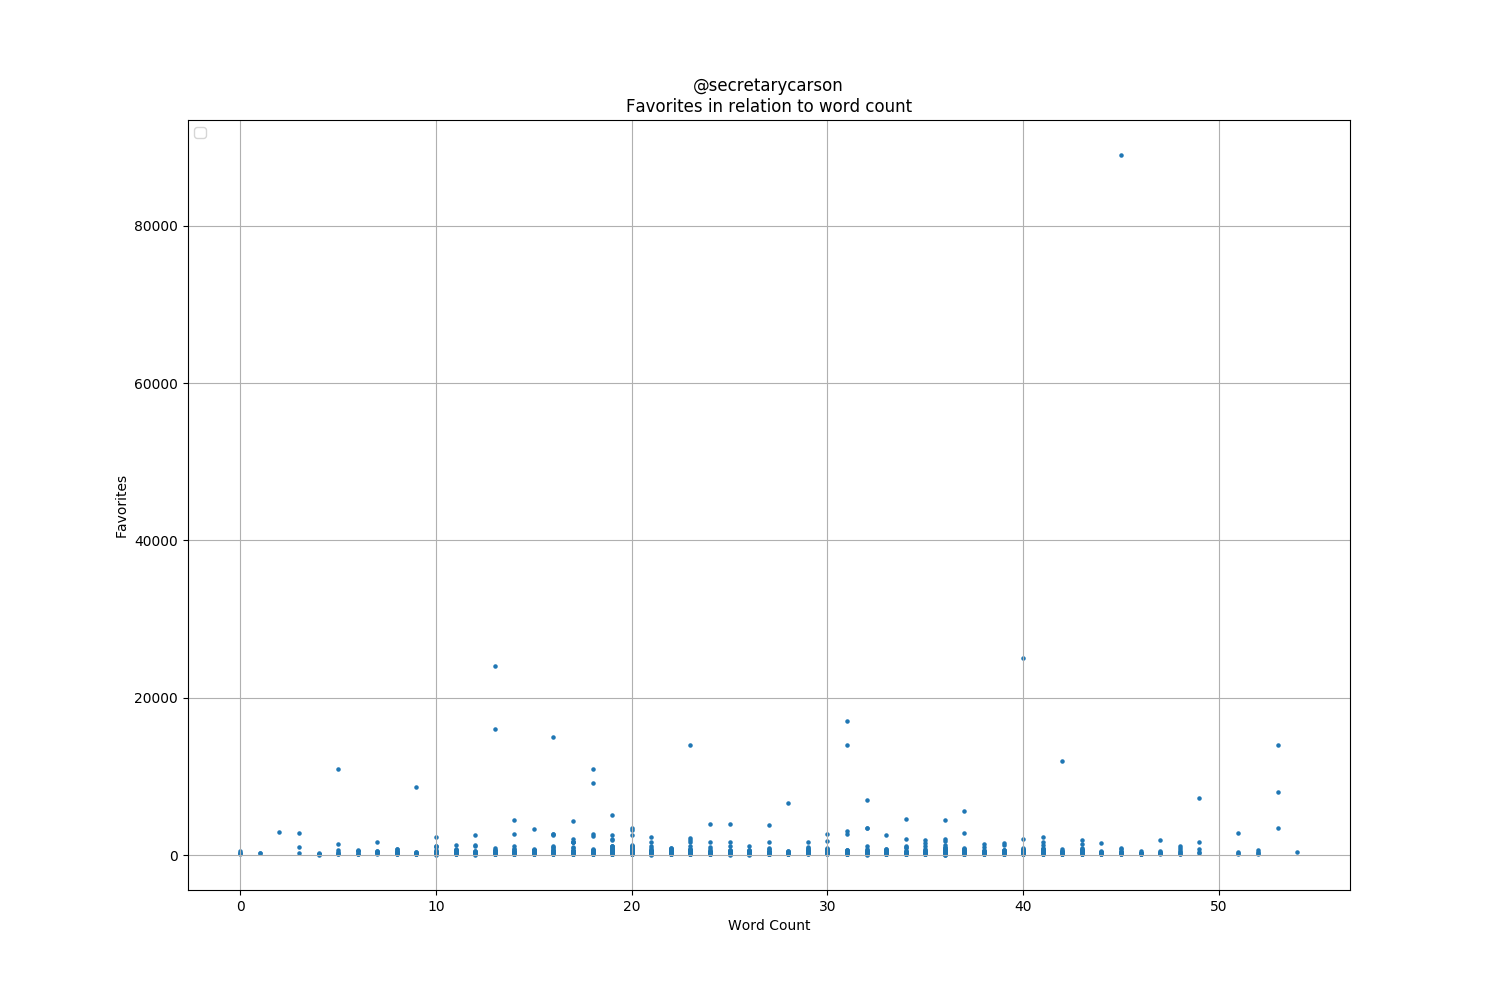 @secretarycarson
Favorites in relation to word count
80000
60000
40000
20000
0
Favorites
0 10 20 30 40 50
Word Count